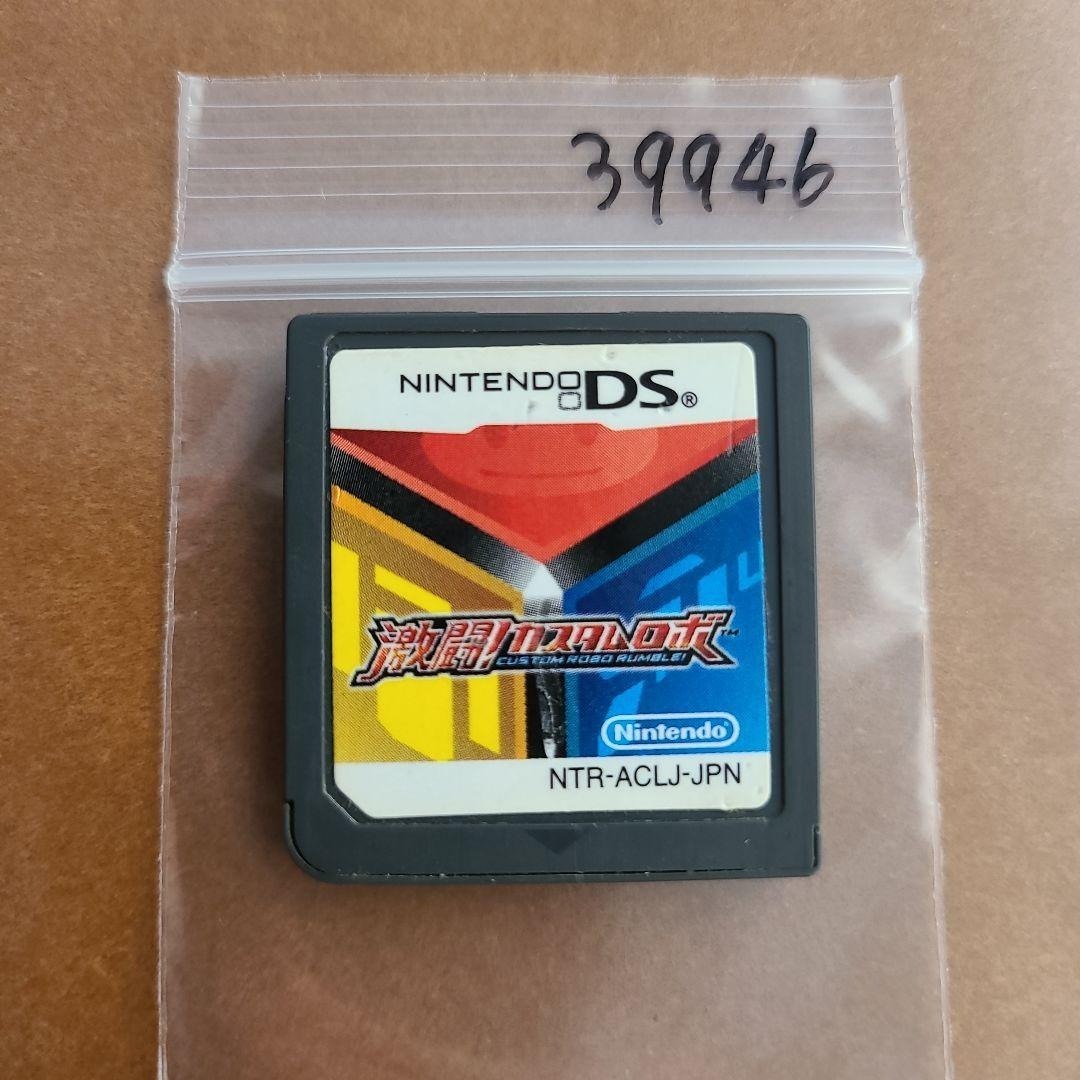 39946
NINTENDO DS®
激闘!カスタムロボ™
CUSTOM ROBO RUMBLE!
Nintendo
NTR-ACLJ-JPN